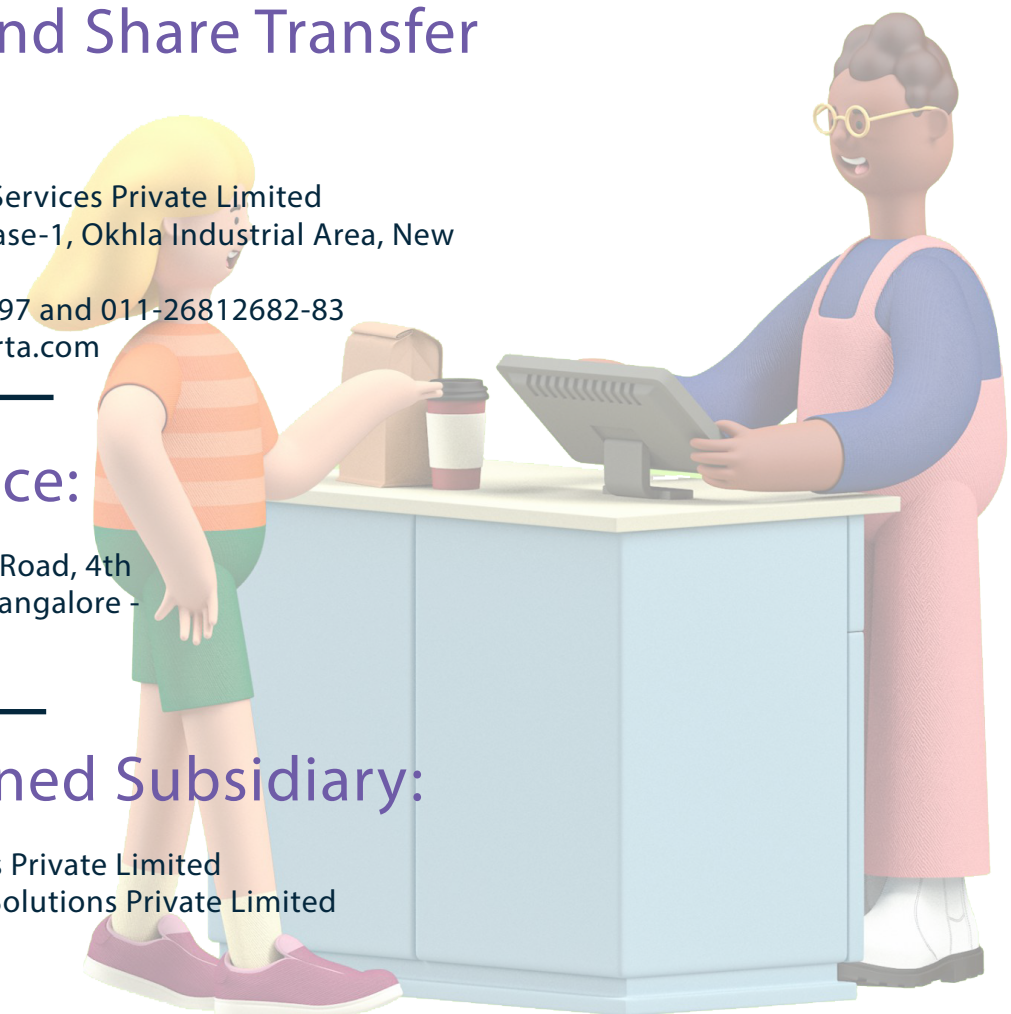 nd Share Transfer
Services Private Limited
ase-1, Okhla Industrial Area, New
97 and 011-26812682-83
rta.com
ce:
Road, 4th
angalore -
ned Subsidiary:
s Private Limited
Solutions Private Limited